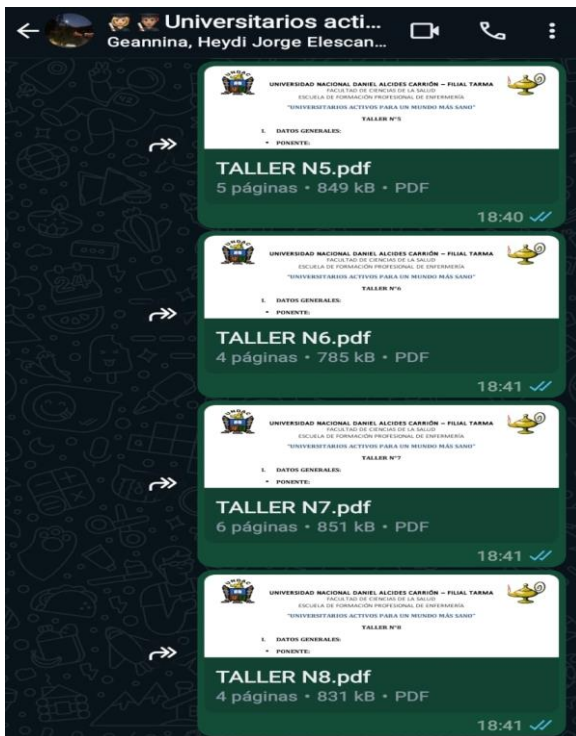 Universitarios acti...
Geannina, Heydi Jorge Elescan...
UNIVERSIDAD NACIONAL DANIEL ALCIDES CARRIÓN – FILIAL TARMA
FACULTAD DE CIENCIAS DE LA SALUD
ESCUELA DE FORMACIÓN PROFESIONAL DE ENFERMERÍA
"UNIVERSITARIOS ACTIVOS PARA UN MUNDO MÁS SANO"
TALLER N°5
I. DATOS GENERALES:
• PONENTE:
TALLER N5.pdf
5 páginas • 849 kB • PDF
18:40
UNDAC
UNIVERSIDAD NACIONAL DANIEL ALCIDES CARRIÓN – FILIAL TARMA
FACULTAD DE CIENCIAS DE LA SALUD
ESCUELA DE FORMACIÓN PROFESIONAL DE ENFERMERÍA
"UNIVERSITARIOS ACTIVOS PARA UN MUNDO MÁS SANO"
TALLER N°6
I. DATOS GENERALES:
• PONENTE:
TALLER N6.pdf
4 páginas • 785 kB • PDF
18:41
UNDAC
UNIVERSIDAD NACIONAL DANIEL ALCIDES CARRIÓN – FILIAL TARMA
FACULTAD DE CIENCIAS DE LA SALUD
ESCUELA DE FORMACIÓN PROFESIONAL DE ENFERMERÍA
"UNIVERSITARIOS ACTIVOS PARA UN MUNDO MÁS SANO"
TALLER N°7
I. DATOS GENERALES:
• PONENTE:
TALLER N7.pdf
6 páginas • 851 kB • PDF
18:41
UNDAC
UNIVERSIDAD NACIONAL DANIEL ALCIDES CARRIÓN – FILIAL TARMA
FACULTAD DE CIENCIAS DE LA SALUD
ESCUELA DE FORMACIÓN PROFESIONAL DE ENFERMERÍA
"UNIVERSITARIOS ACTIVOS PARA UN MUNDO MÁS SANO"
TALLER N°8
I. DATOS GENERALES:
• PONENTE:
TALLER N8.pdf
4 páginas • 831 kB • PDF
18:41